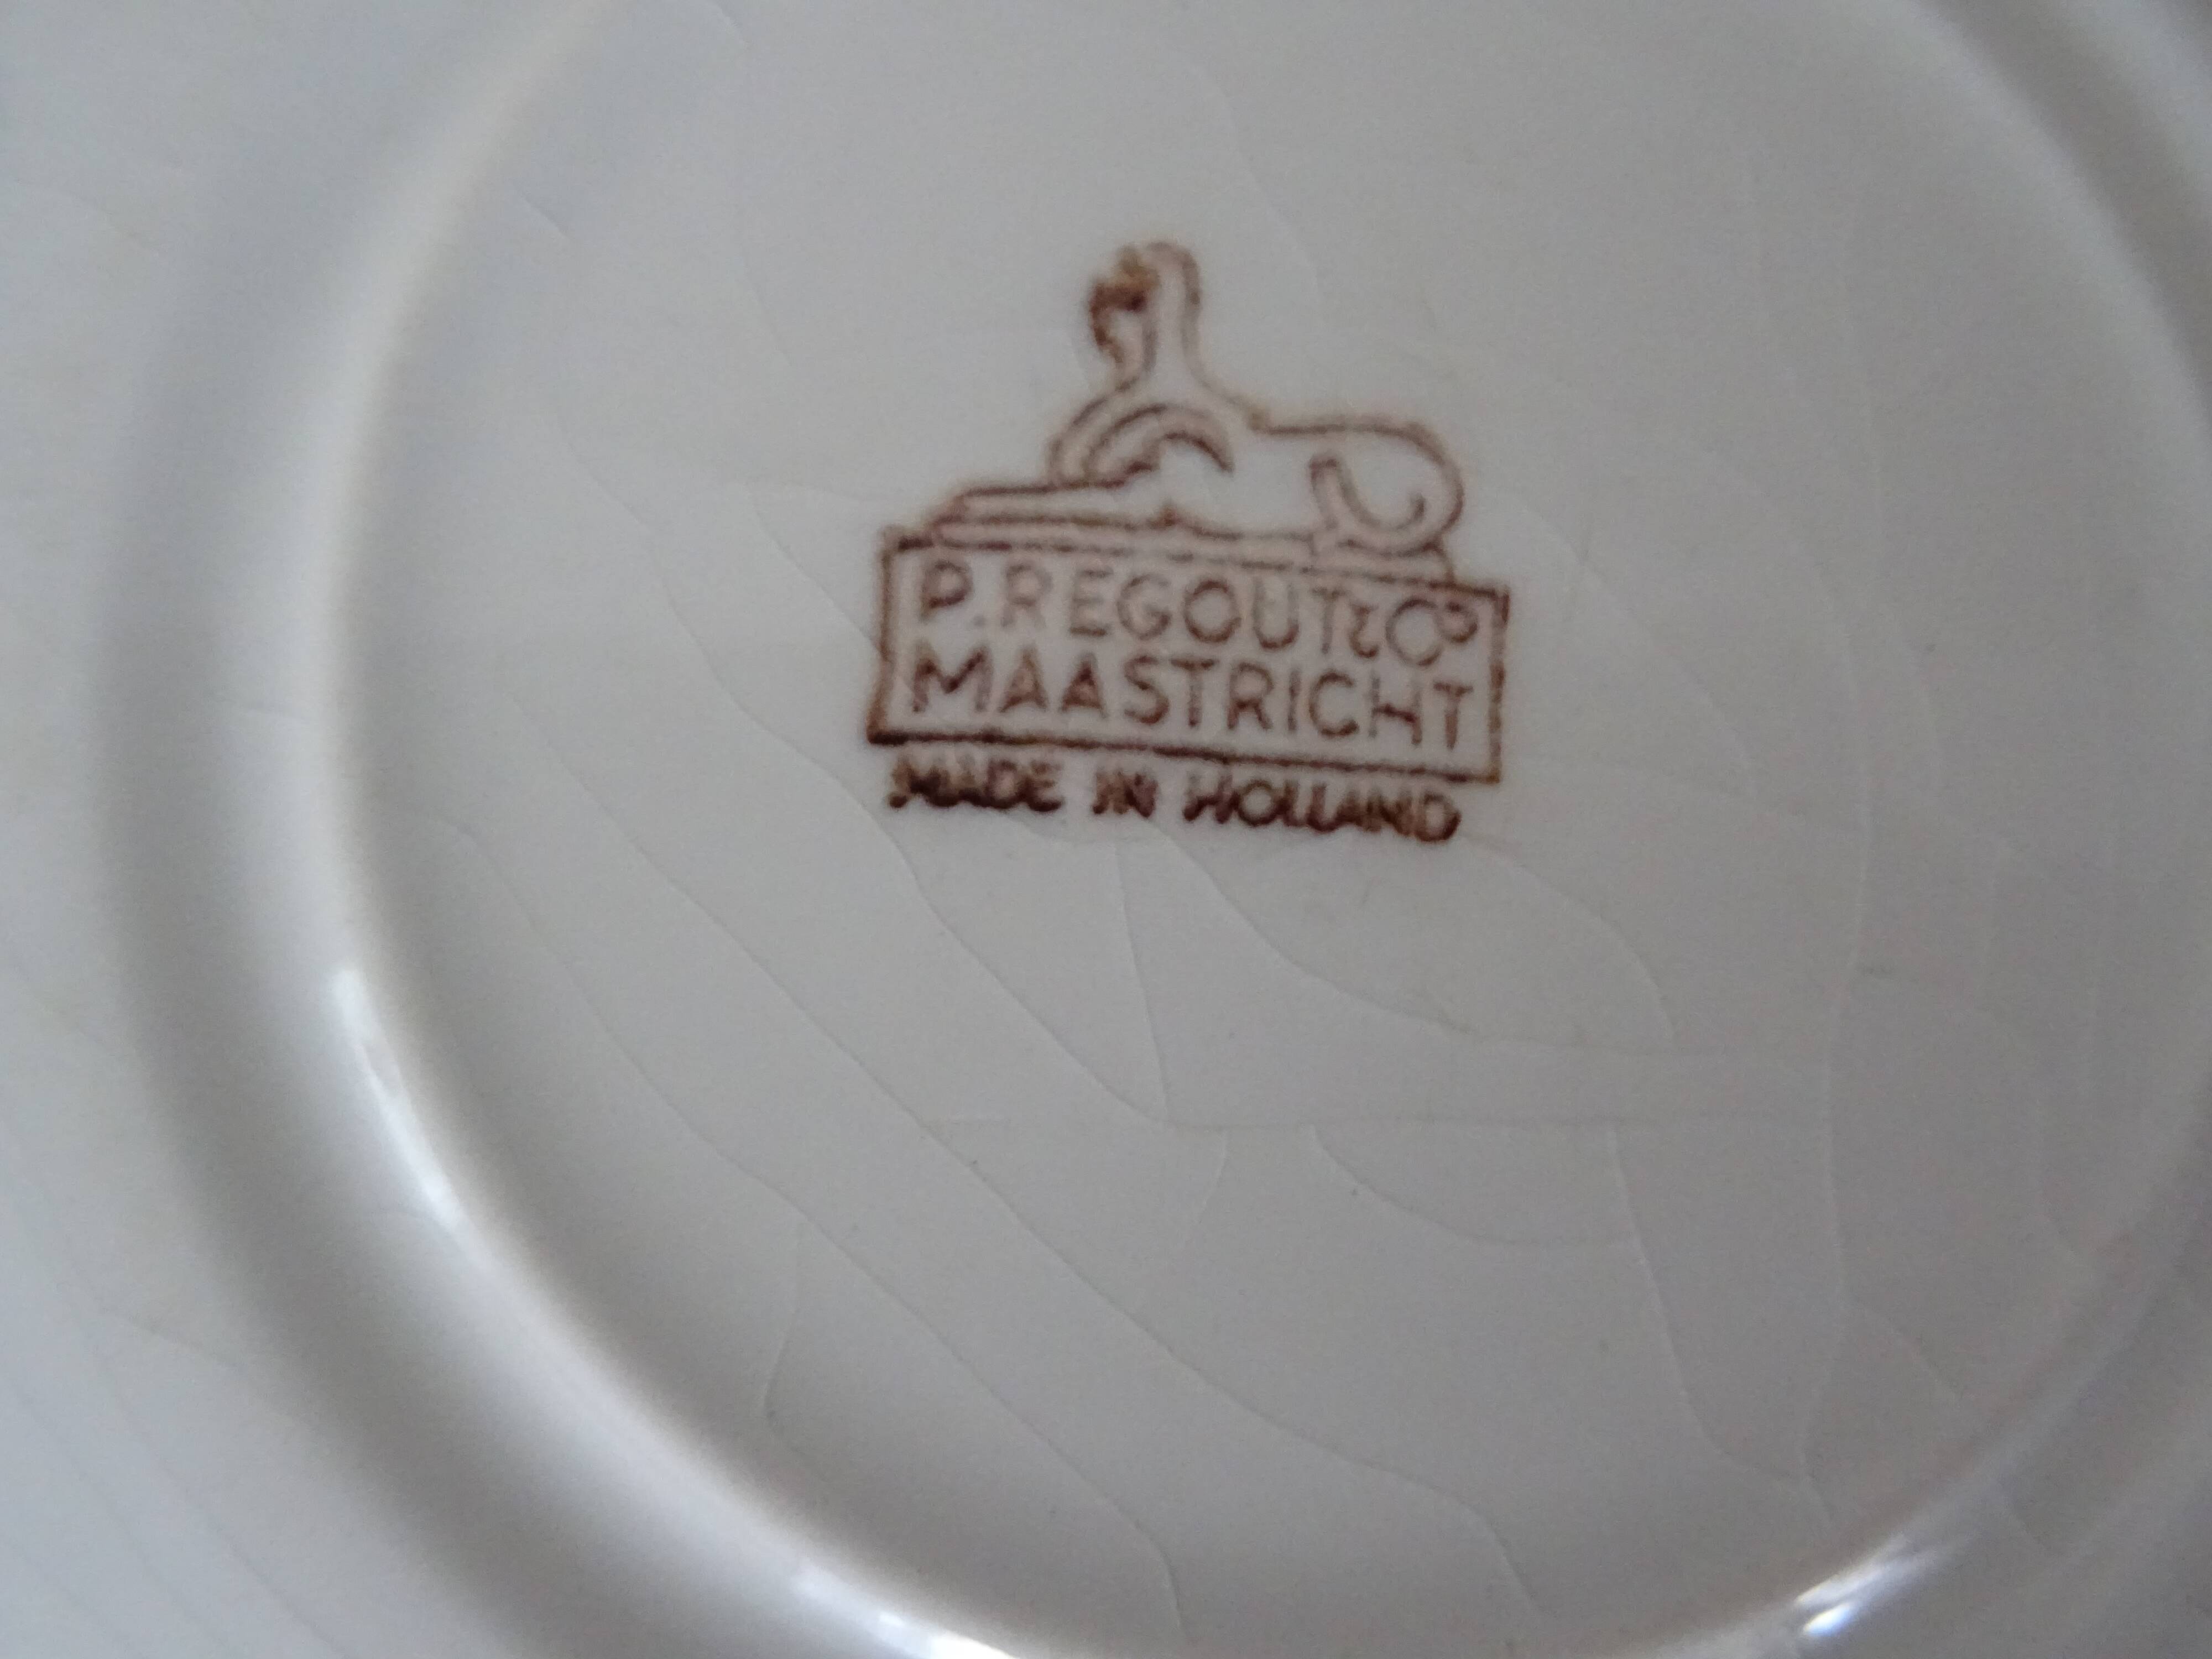 P. REGOUT & Co
MAASTRICHT
MADE IN HOLLAND